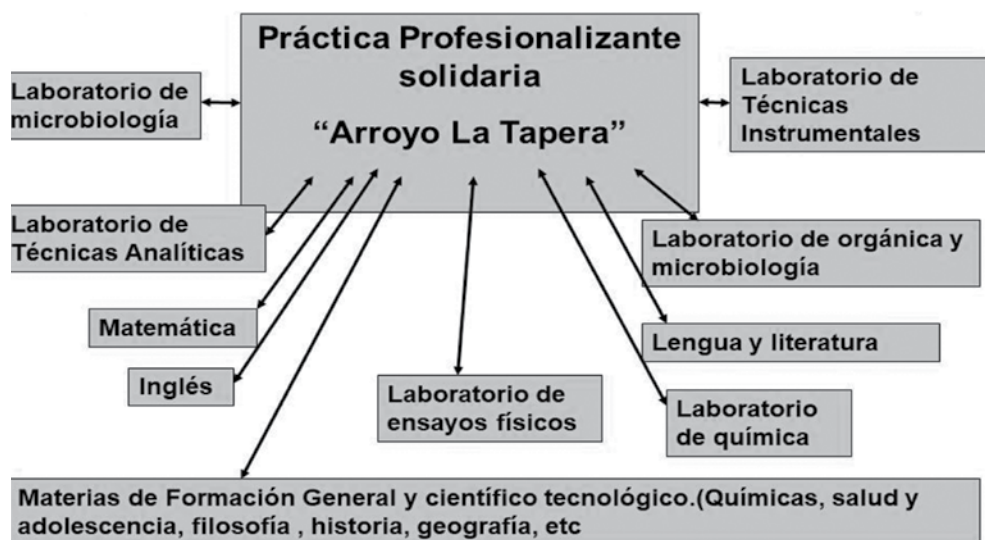 Práctica Profesionalizante
solidaria
“Arroyo La Tapera”
Laboratorio de
microbiología
Laboratorio de
Técnicas
Instrumentales
Laboratorio de
Técnicas Analíticas
Laboratorio de orgánica y
microbiología
Matemática
Lengua y literatura
Inglés
Laboratorio de
ensayos físicos
Laboratorio
de química
Materias de Formación General y científico tecnológico.(Químicas, salud y
adolescencia, filosofía , historia, geografía, etc